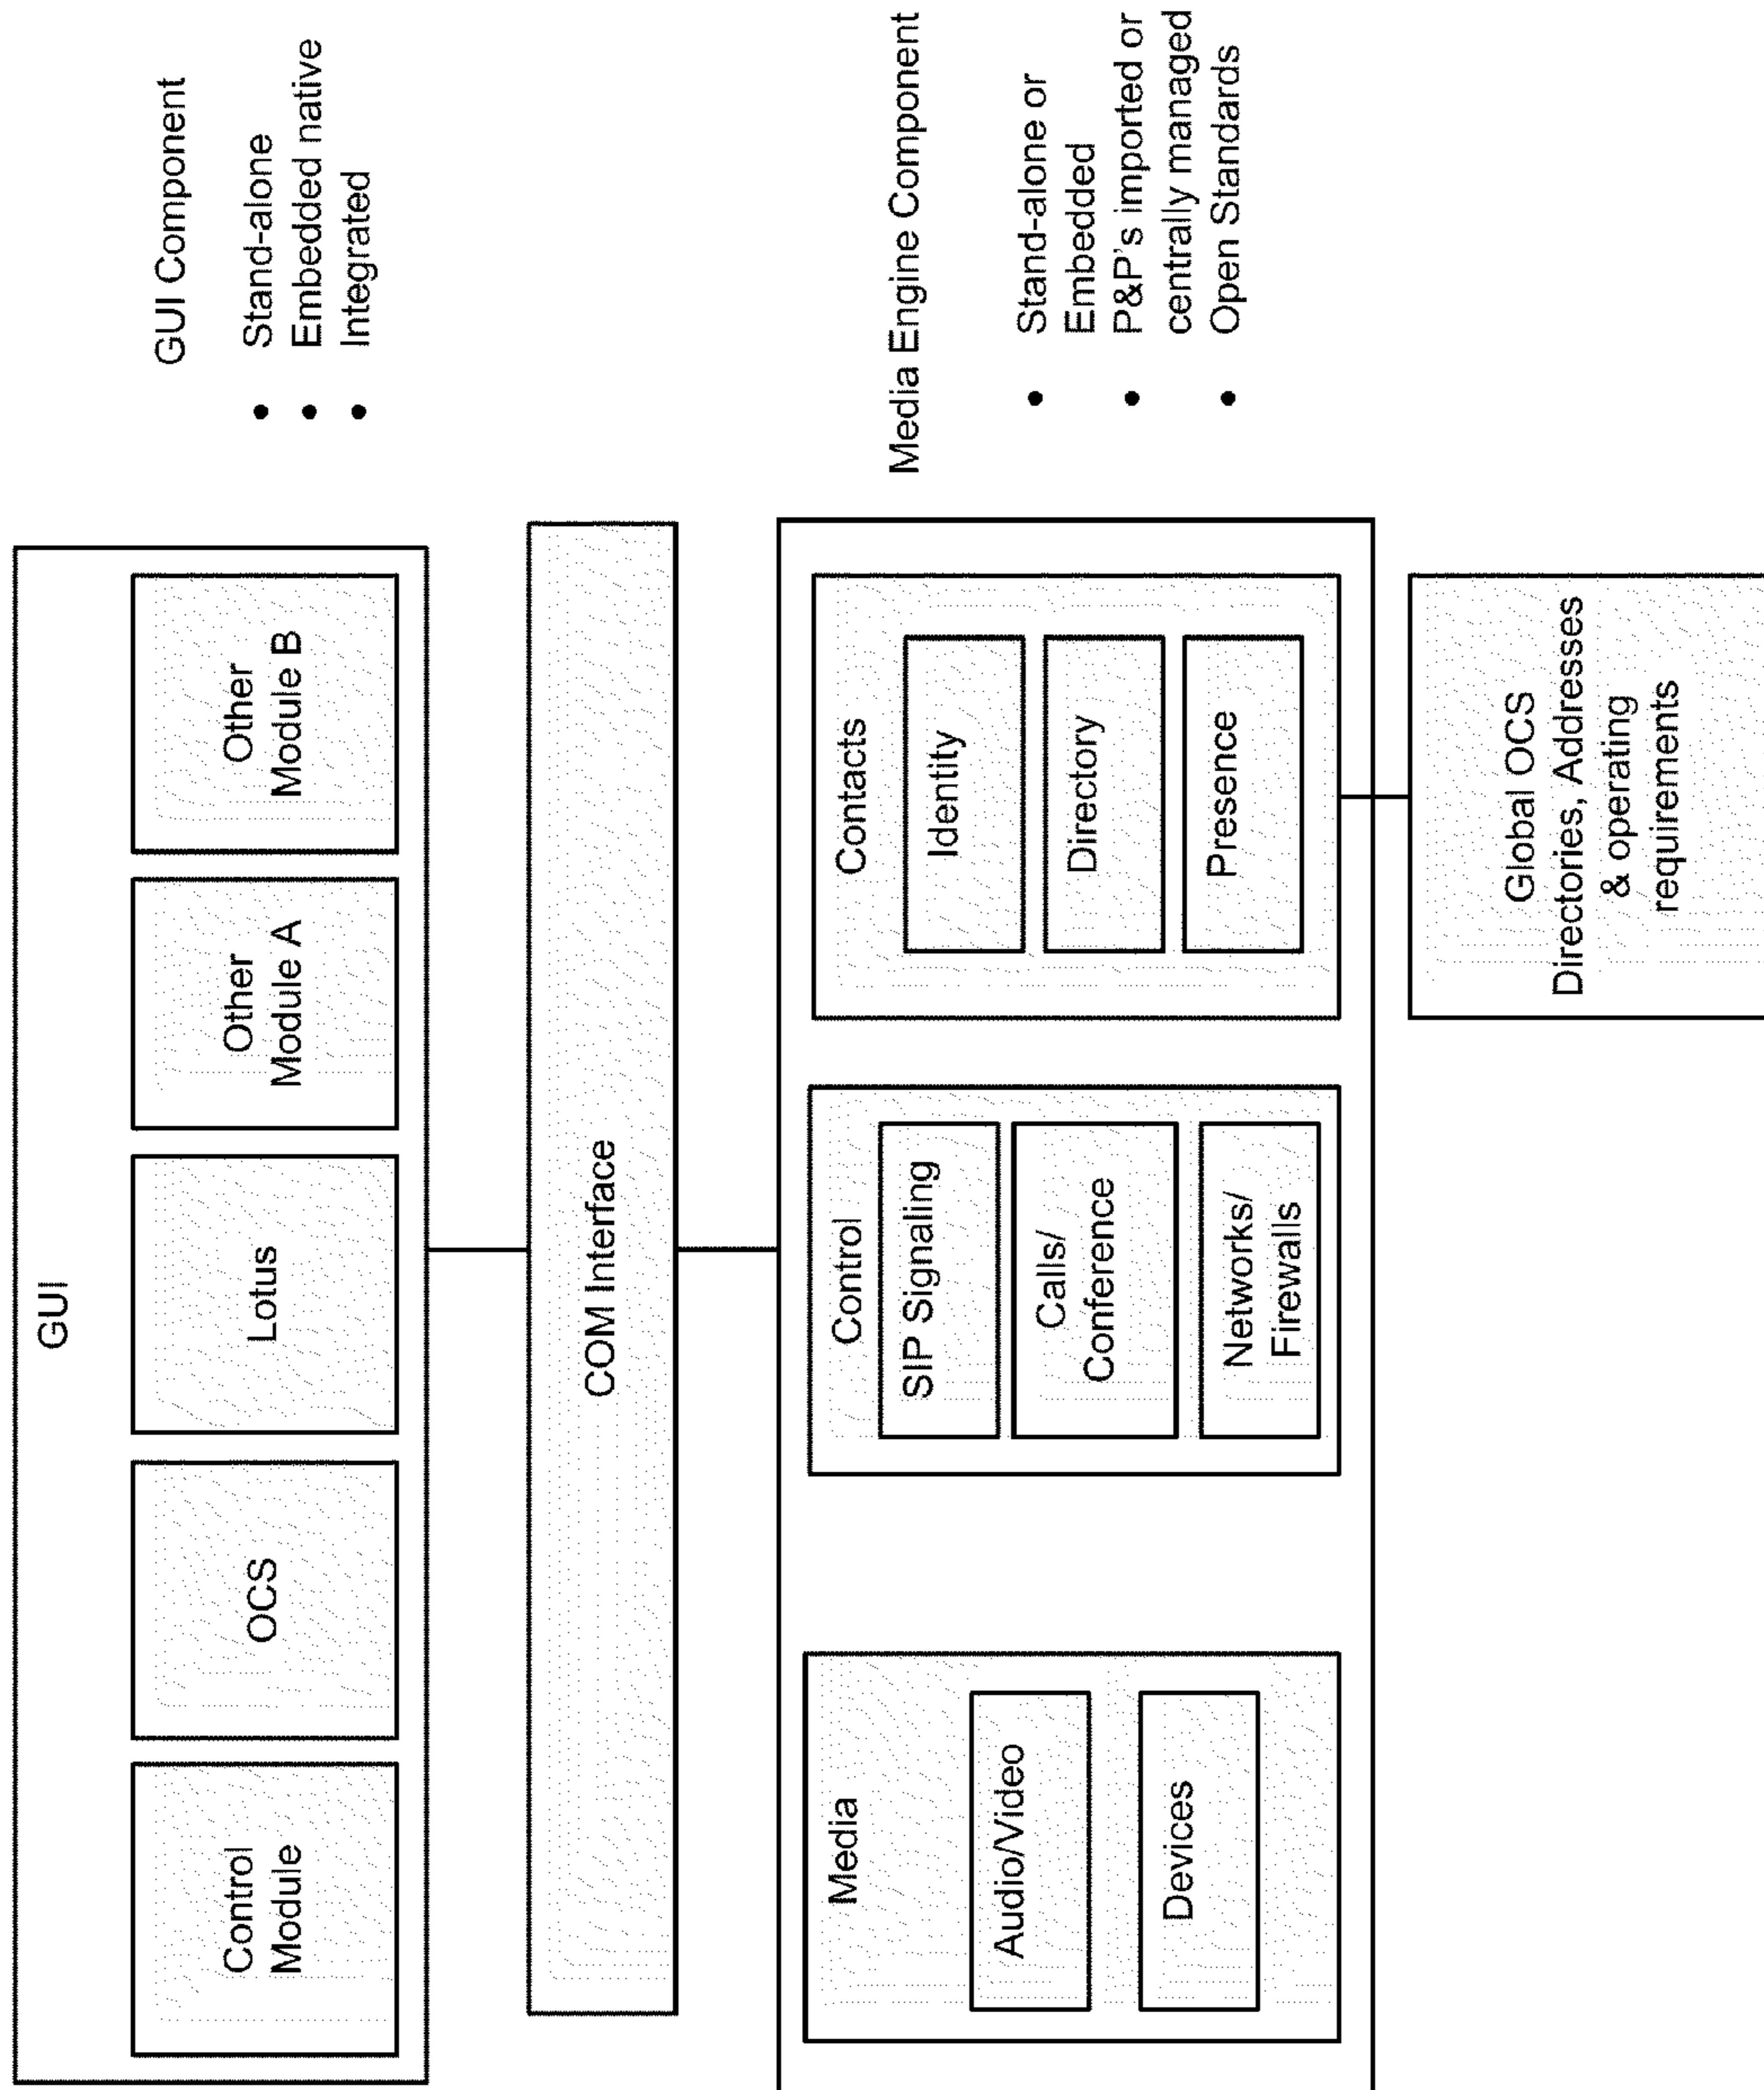 GUI
Control
Module
OCS
Lotus
Other
Module A
Other
Module B
GUI Component
• Stand-alone
• Embedded native
• Integrated
COM Interface
Media
Audio/Video
Devices
Control
SIP Signaling
Calls/
Conference
Networks/
Firewalls
Contacts
Identity
Directory
Presence
Media Engine Component
• Stand-alone or
Embedded
• P&P's imported or
centrally managed
• Open Standards
Global OCS
Directories, Addresses
& operating
requirements